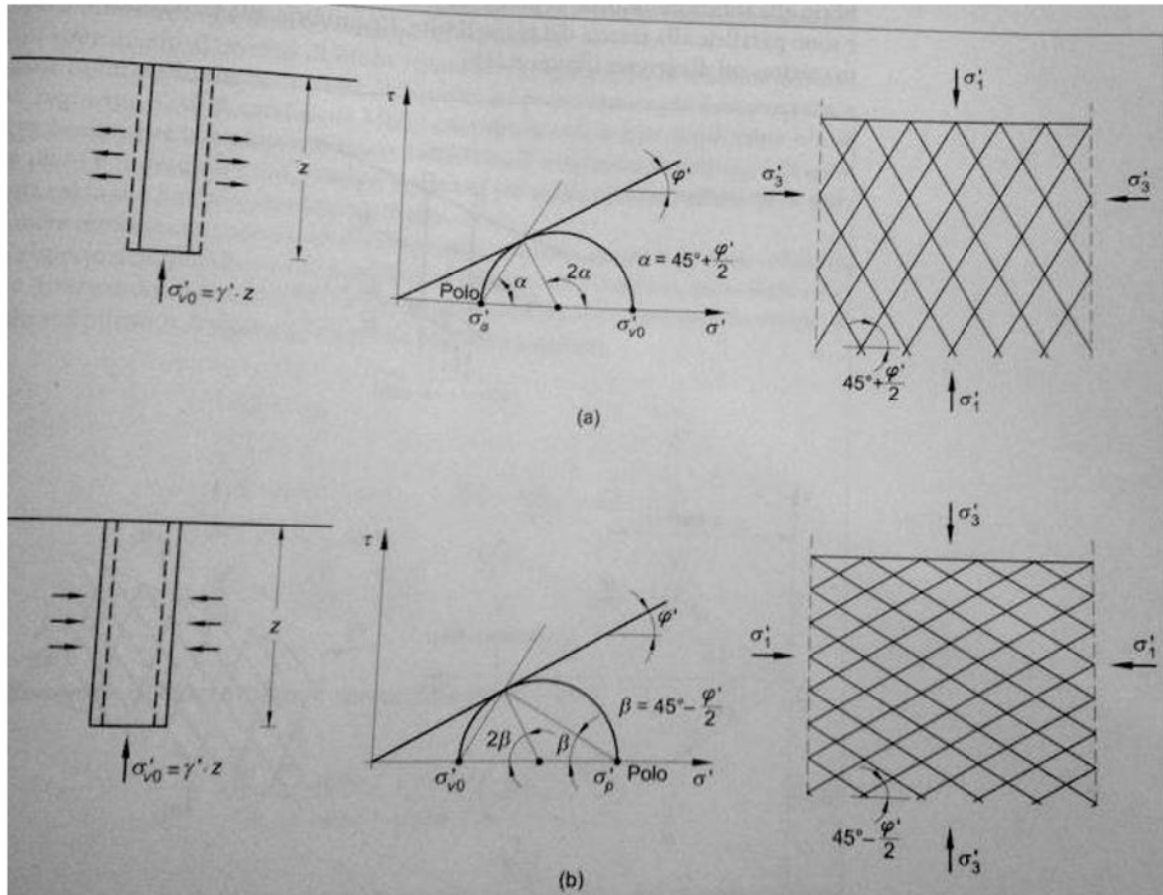 τ
φ'
z
α = 45° + φ'/2
Polo
α
2α
σ'v0 = γ'·z
σ'a
σ'v0
σ'
σ'1
σ'3
σ'3
45° + φ'/2
σ'1
(a)
τ
φ'
z
β = 45° − φ'/2
2β
β
σ'v0 = γ'·z
σ'v0
σ'p
Polo
σ'
σ'3
σ'1
σ'1
45° − φ'/2
σ'3
(b)